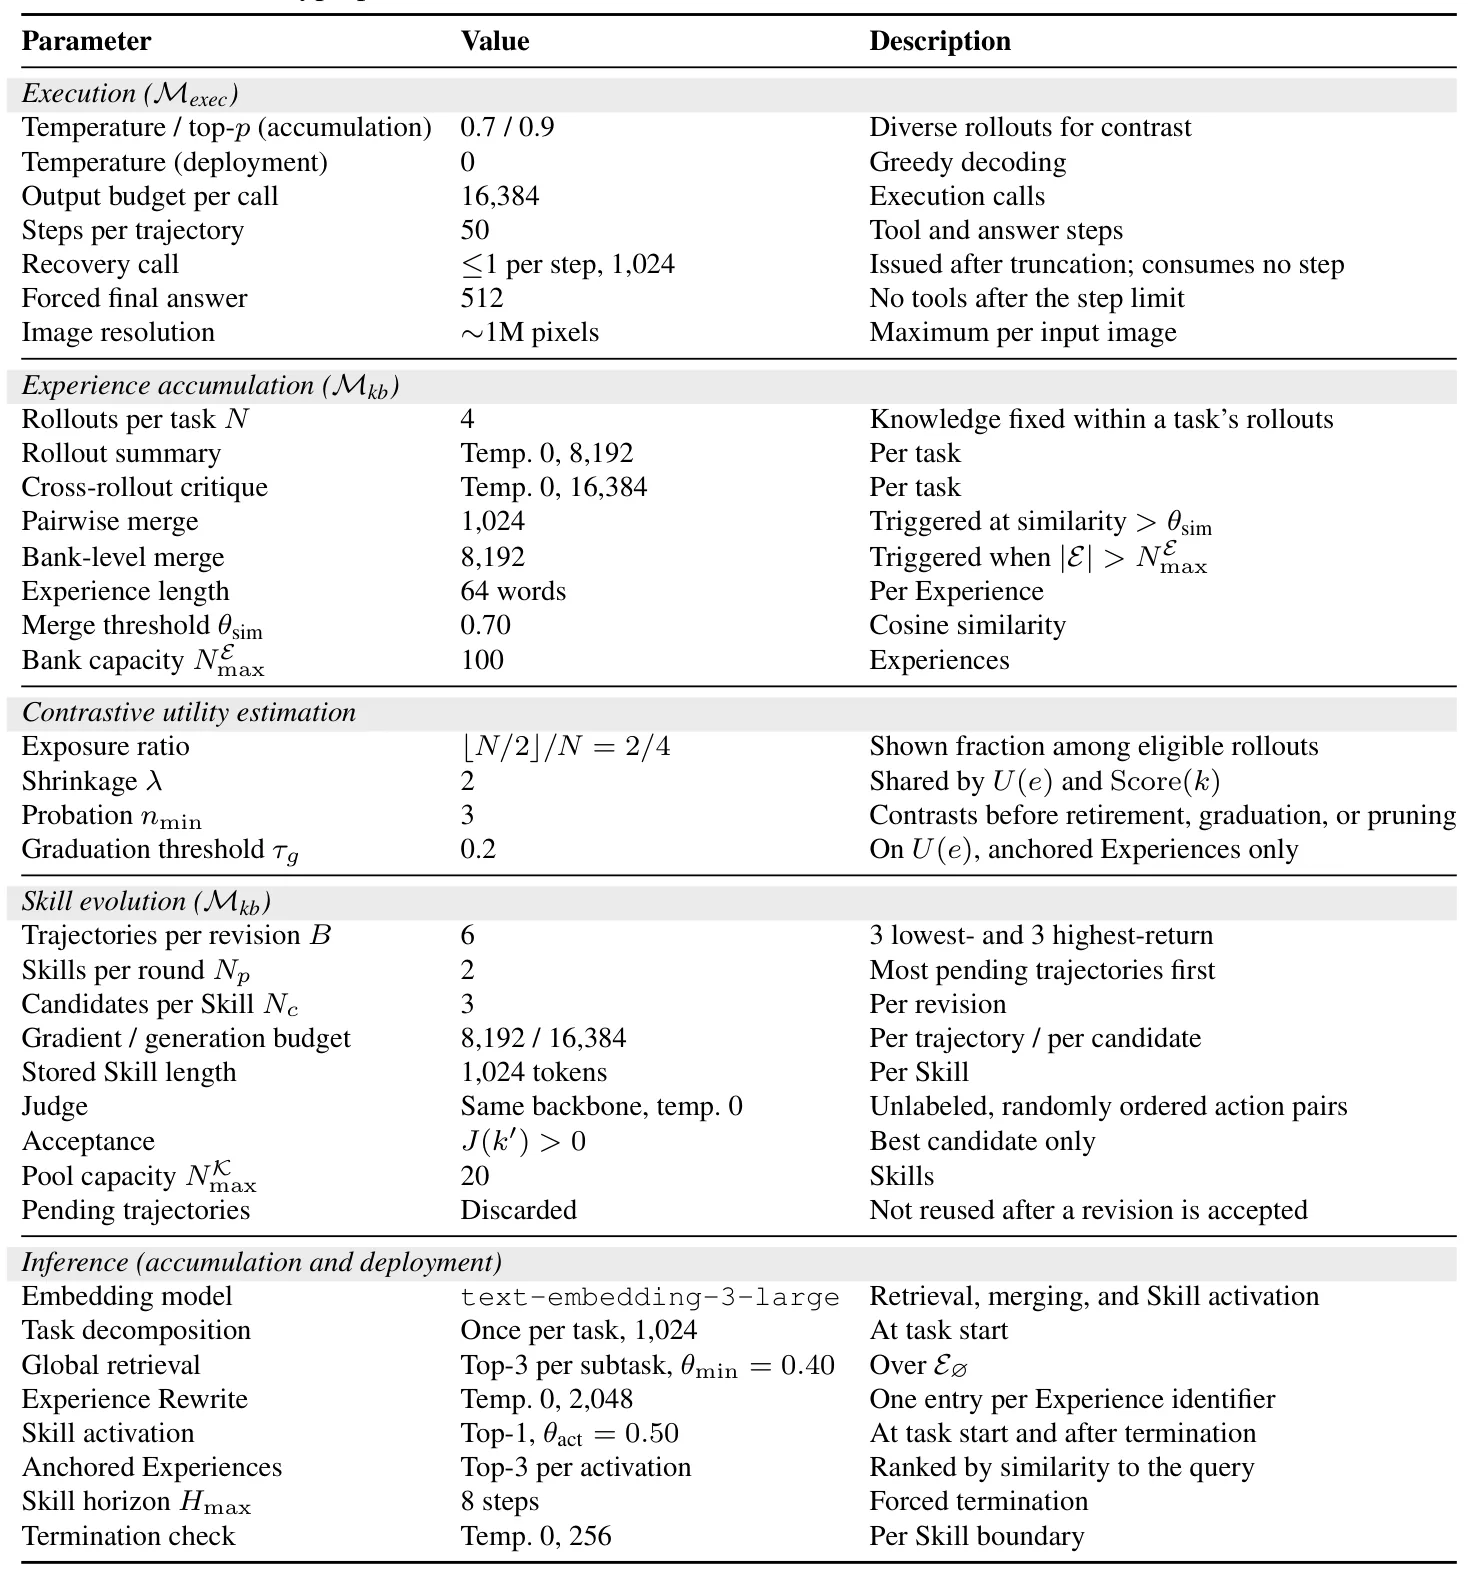 Parameter Value Description
Execution (ℳexec)
Temperature / top-p (accumulation) 0.7 / 0.9 Diverse rollouts for contrast
Temperature (deployment) 0 Greedy decoding
Output budget per call 16,384 Execution calls
Steps per trajectory 50 Tool and answer steps
Recovery call ≤1 per step, 1,024 Issued after truncation; consumes no step
Forced final answer 512 No tools after the step limit
Image resolution ∼1M pixels Maximum per input image
Experience accumulation (ℳkb)
Rollouts per task N 4 Knowledge fixed within a task's rollouts
Rollout summary Temp. 0, 8,192 Per task
Cross-rollout critique Temp. 0, 16,384 Per task
Pairwise merge 1,024 Triggered at similarity > θsim
Bank-level merge 8,192 Triggered when |ℰ| > Nℰmax
Experience length 64 words Per Experience
Merge threshold θsim 0.70 Cosine similarity
Bank capacity Nℰmax 100 Experiences
Contrastive utility estimation
Exposure ratio ⌊N/2⌋/N = 2/4 Shown fraction among eligible rollouts
Shrinkage λ 2 Shared by U(e) and Score(k)
Probation nmin 3 Contrasts before retirement, graduation, or pruning
Graduation threshold τg 0.2 On U(e), anchored Experiences only
Skill evolution (ℳkb)
Trajectories per revision B 6 3 lowest- and 3 highest-return
Skills per round Np 2 Most pending trajectories first
Candidates per Skill Nc 3 Per revision
Gradient / generation budget 8,192 / 16,384 Per trajectory / per candidate
Stored Skill length 1,024 tokens Per Skill
Judge Same backbone, temp. 0 Unlabeled, randomly ordered action pairs
Acceptance J(k′) > 0 Best candidate only
Pool capacity N𝒦max 20 Skills
Pending trajectories Discarded Not reused after a revision is accepted
Inference (accumulation and deployment)
Embedding model text-embedding-3-large Retrieval, merging, and Skill activation
Task decomposition Once per task, 1,024 At task start
Global retrieval Top-3 per subtask, θmin = 0.40 Over ℰ∅
Experience Rewrite Temp. 0, 2,048 One entry per Experience identifier
Skill activation Top-1, θact = 0.50 At task start and after termination
Anchored Experiences Top-3 per activation Ranked by similarity to the query
Skill horizon Hmax 8 steps Forced termination
Termination check Temp. 0, 256 Per Skill boundary